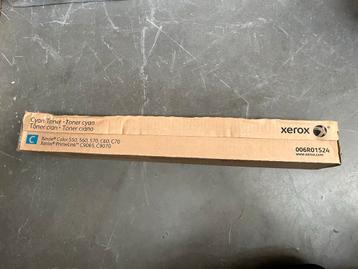 Cyan Toner • Toner cyan
Tóner cian • Toner ciano
C
Xerox® Color 550, 560, 570, C60, C70
Xerox® PrimeLink™ C9065, C9070
xerox
006R01524
www.xerox.com